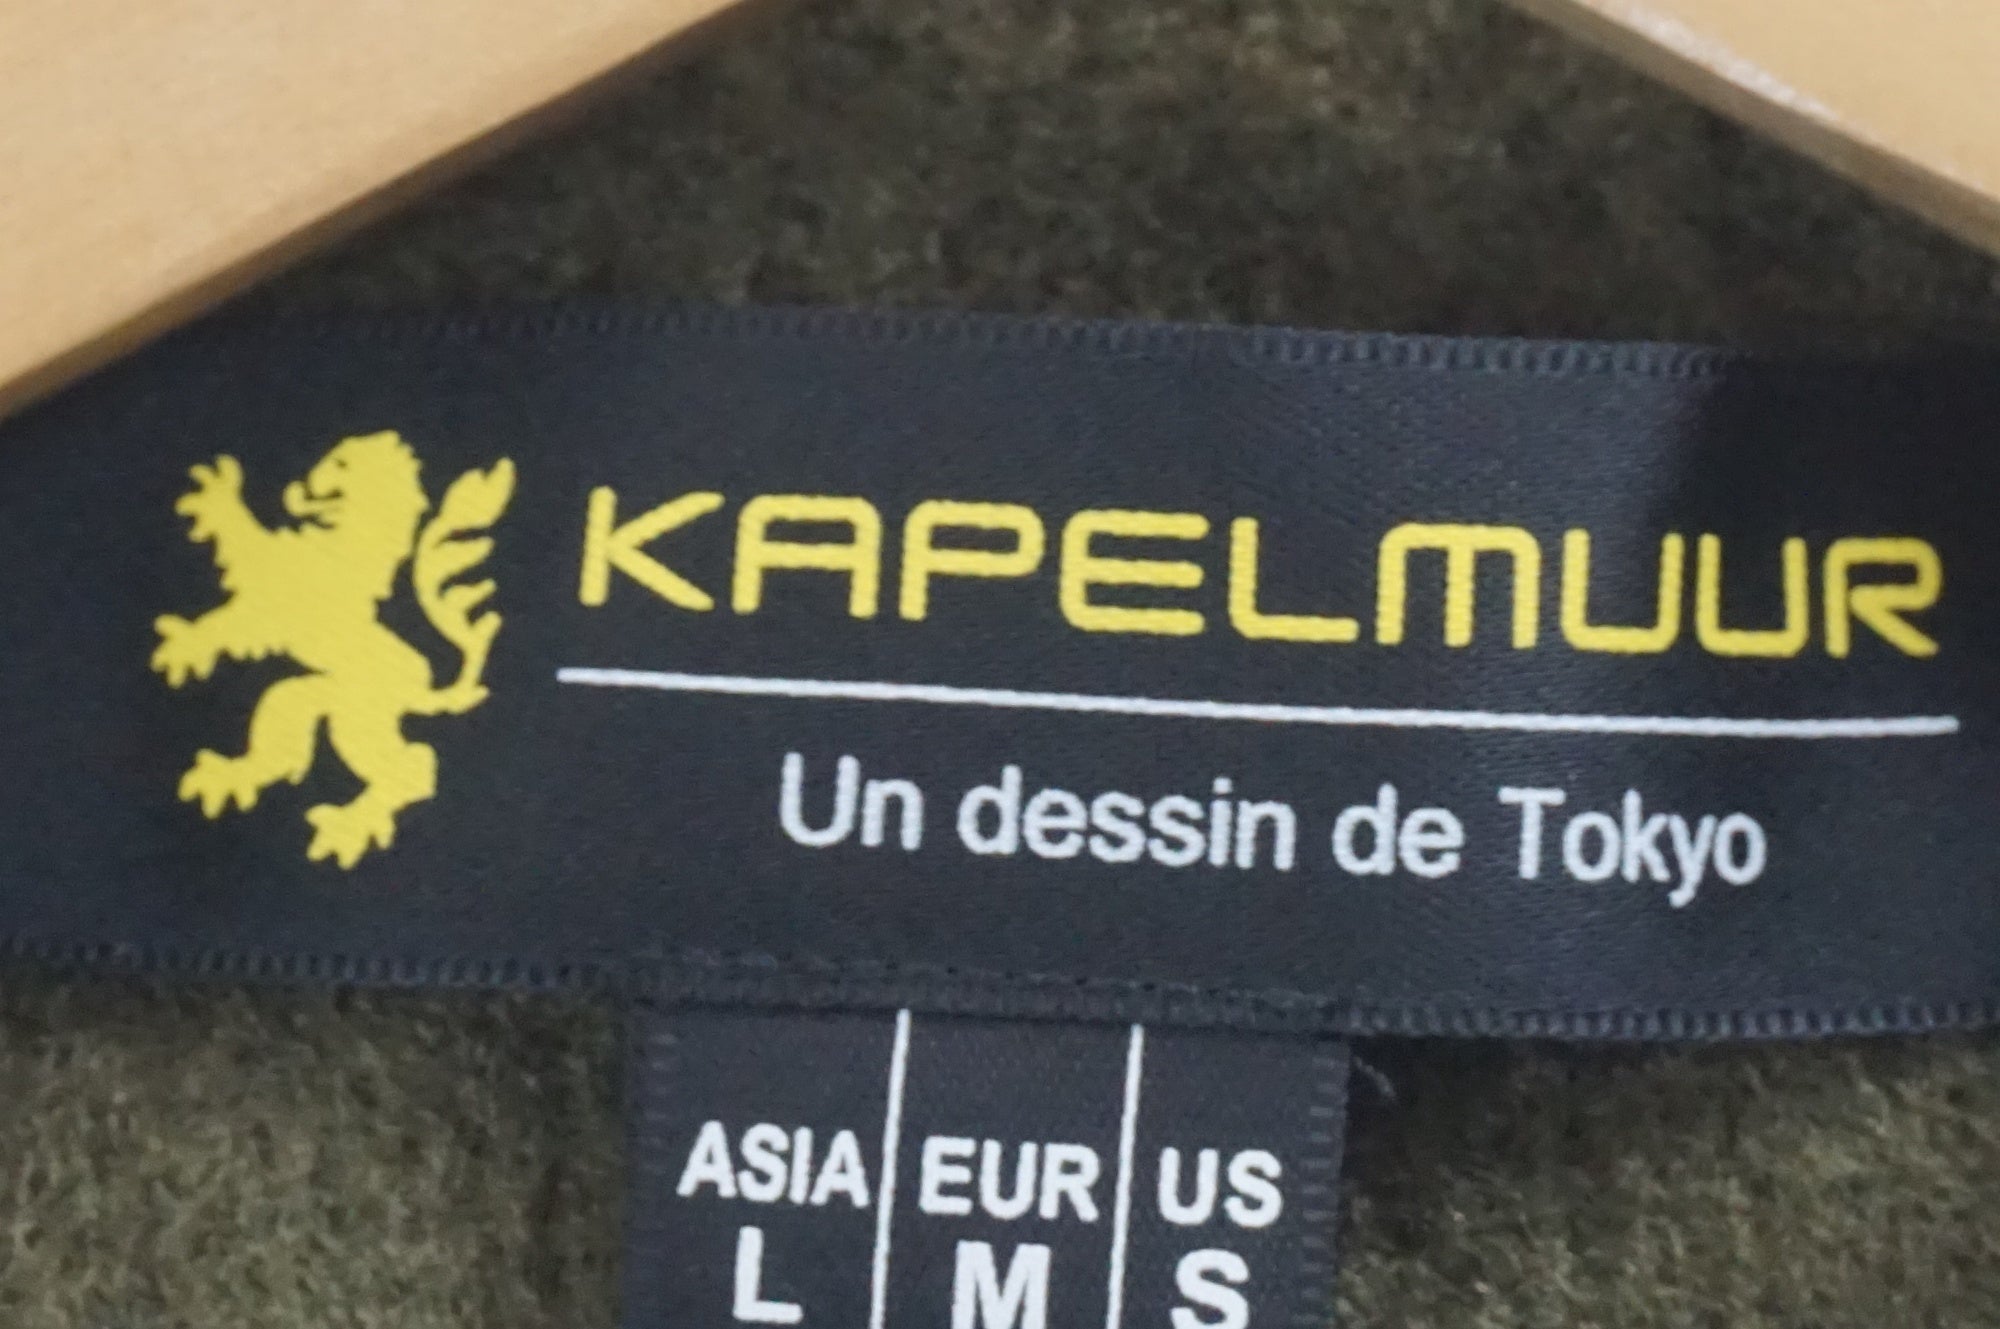 KAPELMUUR
Un dessin de Tokyo
ASIA EUR US
L M S